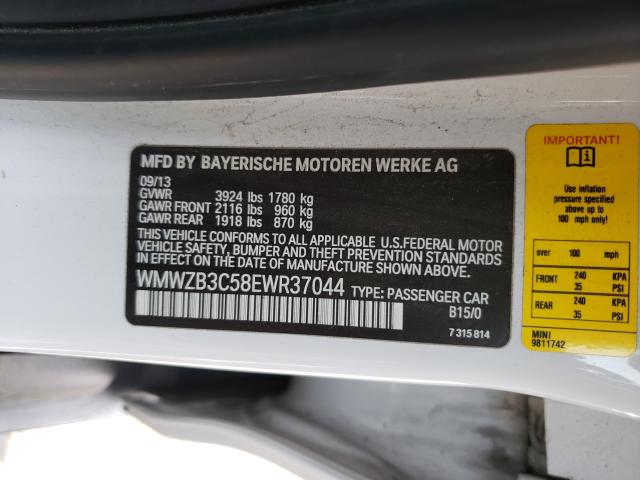 MFD BY BAYERISCHE MOTOREN WERKE AG
09/13
GVWR 3924 lbs 1780 kg
GAWR FRONT 2116 lbs 960 kg
GAWR REAR 1918 lbs 870 kg
THIS VEHICLE CONFORMS TO ALL APPLICABLE U.S.FEDERAL MOTOR
VEHICLE SAFETY, BUMPER AND THEFT PREVENTION STANDARDS
IN EFFECT ON THE DATE OF MANUFACTURE SHOWN ABOVE.
WMWZB3C58EWR37044 TYPE: PASSENGER CAR
B15/0
7 315 814
IMPORTANT!
Use inflation
pressure specified
above for up to
100 mph only!
over 100 mph
FRONT 240 KPA
35 PSI
REAR 240 KPA
35 PSI
MINI
9811742